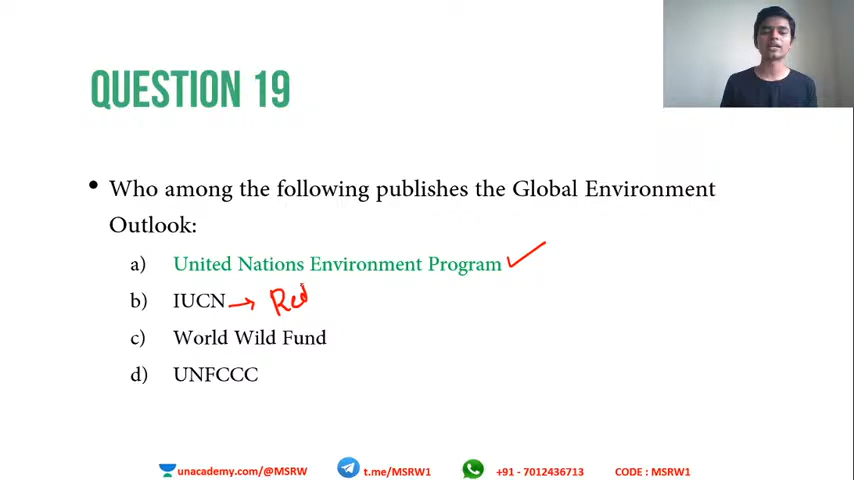 QUESTION 19
• Who among the following publishes the Global Environment
Outlook:
a) United Nations Environment Program
b) IUCN → Red
c) World Wild Fund
d) UNFCCC
unacademy.com/@MSRW t.me/MSRW1 +91 - 7012436713 CODE : MSRW1